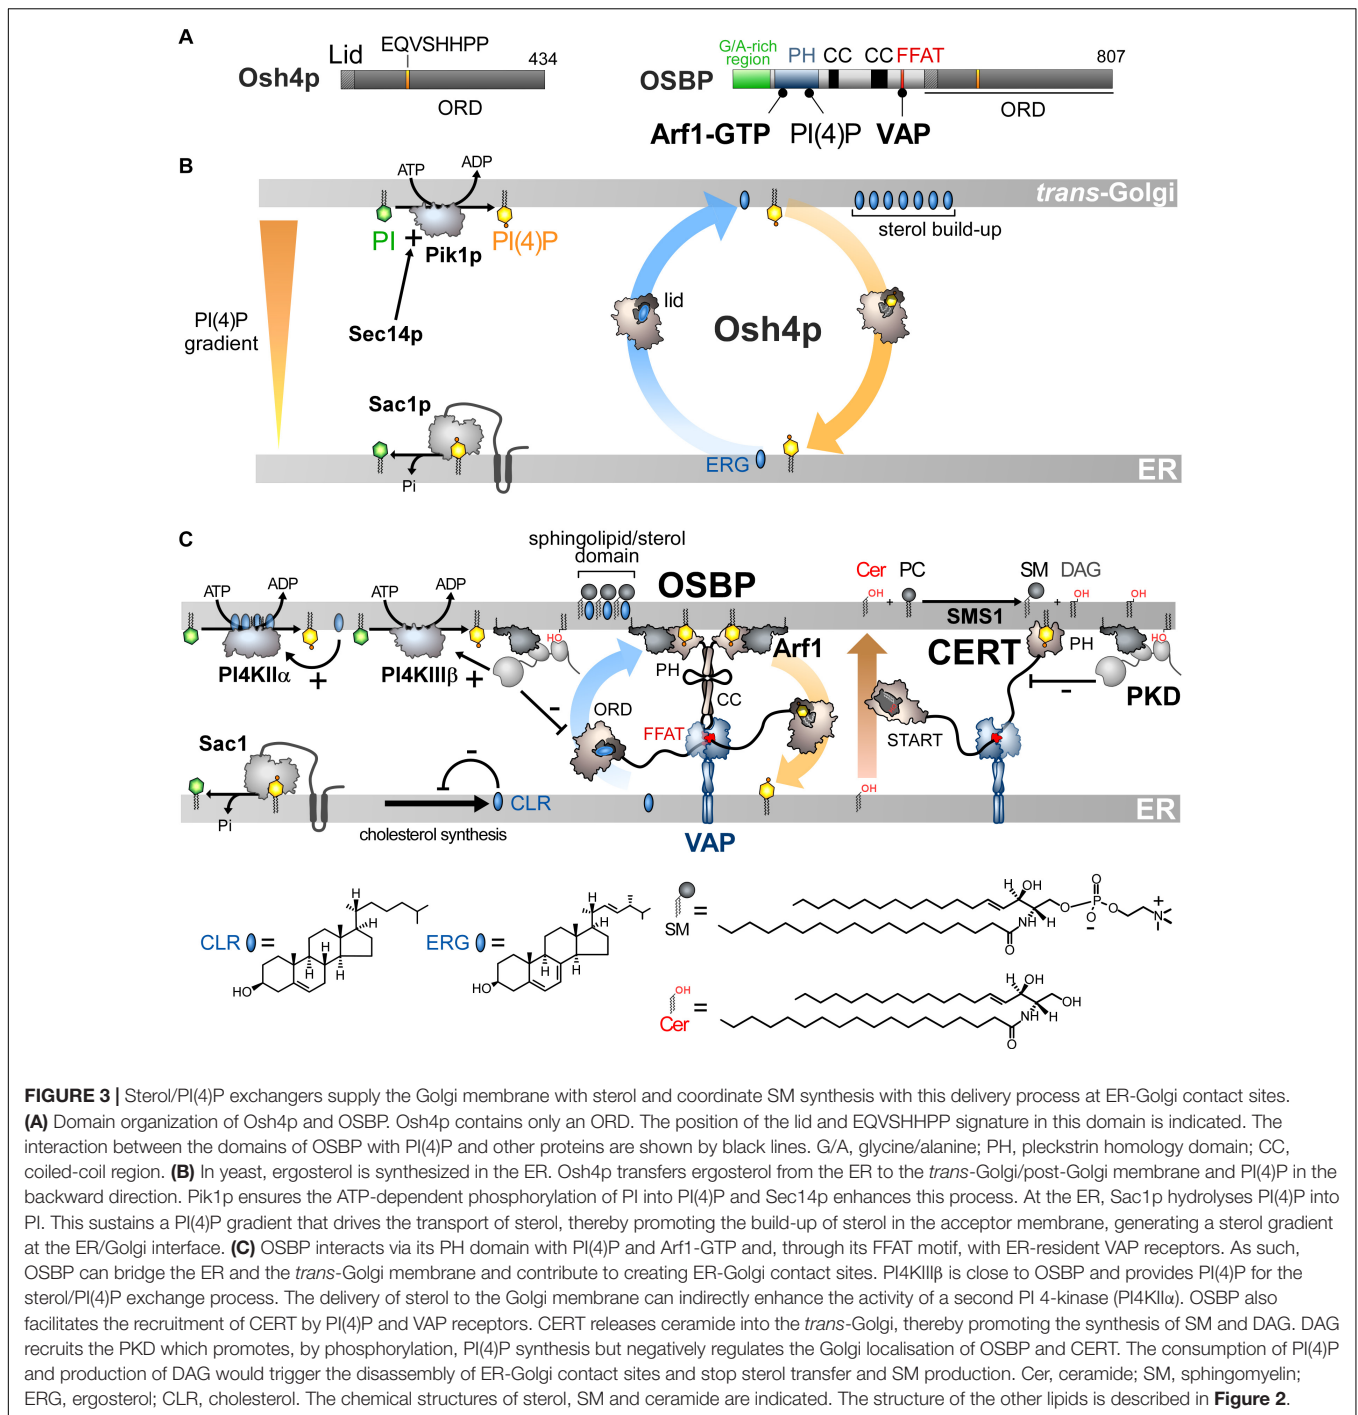 A
Lid
EQVSHHPP
434
Osh4p
ORD
G/A-rich
region
PH
CC
CC
FFAT
807
OSBP
ORD
Arf1-GTP
PI(4)P
VAP
B
ATP
ADP
trans-Golgi
PI
+
Pik1p
PI(4)P
sterol build-up
lid
PI(4)P
gradient
Sec14p
Osh4p
Sac1p
ERG
Pi
ER
C
sphingolipid/sterol
domain
OSBP
Cer
PC
SM
DAG
ATP
ADP
ATP
ADP
OH
+
SMS1
+
OH
OH
HO
Arf1
CERT
PH
HO
PI4KIIα
+
PI4KIIIβ
+
PH
PKD
-
CC
-
ORD
FFAT
START
Sac1
-
OH
Pi
CLR
ER
cholesterol synthesis
VAP
CLR
=
H
H
H
H
HO
ERG
=
H
H
H
HO
SM
=
H
OH
O
O
P
O
O
-
+
N
NH
H
O
OH
Cer
=
H
OH
OH
NH
H
O
FIGURE 3 | Sterol/PI(4)P exchangers supply the Golgi membrane with sterol and coordinate SM synthesis with this delivery process at ER-Golgi contact sites.
(A) Domain organization of Osh4p and OSBP. Osh4p contains only an ORD. The position of the lid and EQVSHHPP signature in this domain is indicated. The
interaction between the domains of OSBP with PI(4)P and other proteins are shown by black lines. G/A, glycine/alanine; PH, pleckstrin homology domain; CC,
coiled-coil region. (B) In yeast, ergosterol is synthesized in the ER. Osh4p transfers ergosterol from the ER to the trans-Golgi/post-Golgi membrane and PI(4)P in the
backward direction. Pik1p ensures the ATP-dependent phosphorylation of PI into PI(4)P and Sec14p enhances this process. At the ER, Sac1p hydrolyses PI(4)P into
PI. This sustains a PI(4)P gradient that drives the transport of sterol, thereby promoting the build-up of sterol in the acceptor membrane, generating a sterol gradient
at the ER/Golgi interface. (C) OSBP interacts via its PH domain with PI(4)P and Arf1-GTP and, through its FFAT motif, with ER-resident VAP receptors. As such,
OSBP can bridge the ER and the trans-Golgi membrane and contribute to creating ER-Golgi contact sites. PI4KIIIβ is close to OSBP and provides PI(4)P for the
sterol/PI(4)P exchange process. The delivery of sterol to the Golgi membrane can indirectly enhance the activity of a second PI 4-kinase (PI4KIIα). OSBP also
facilitates the recruitment of CERT by PI(4)P and VAP receptors. CERT releases ceramide into the trans-Golgi, thereby promoting the synthesis of SM and DAG. DAG
recruits the PKD which promotes, by phosphorylation, PI(4)P synthesis but negatively regulates the Golgi localisation of OSBP and CERT. The consumption of PI(4)P
and production of DAG would trigger the disassembly of ER-Golgi contact sites and stop sterol transfer and SM production. Cer, ceramide; SM, sphingomyelin;
ERG, ergosterol; CLR, cholesterol. The chemical structures of sterol, SM and ceramide are indicated. The structure of the other lipids is described in Figure 2.